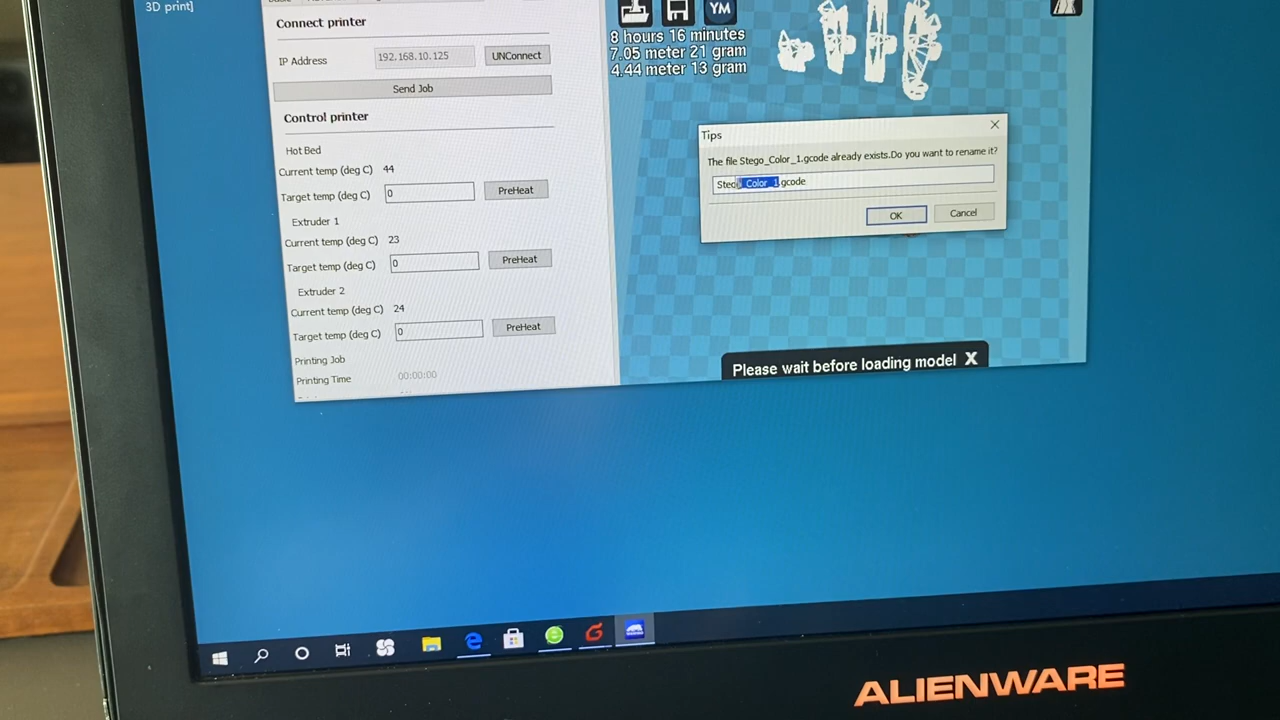 3D print]
Connect printer
IP Address 192.168.10.125 UNConnect
Send Job
Control printer
Hot Bed
Current temp (deg C) 44
Target temp (deg C) 0 PreHeat
Extruder 1
Current temp (deg C) 23
Target temp (deg C) 0 PreHeat
Extruder 2
Current temp (deg C) 24
Target temp (deg C) 0 PreHeat
Printing Job
Printing Time 00:00:00
YM
8 hours 16 minutes
7.05 meter 21 gram
4.44 meter 13 gram
Tips
The file Stego_Color_1.gcode already exists.Do you want to rename it?
Stego_Color_1.gcode
OK Cancel
Please wait before loading model X
ALIENWARE